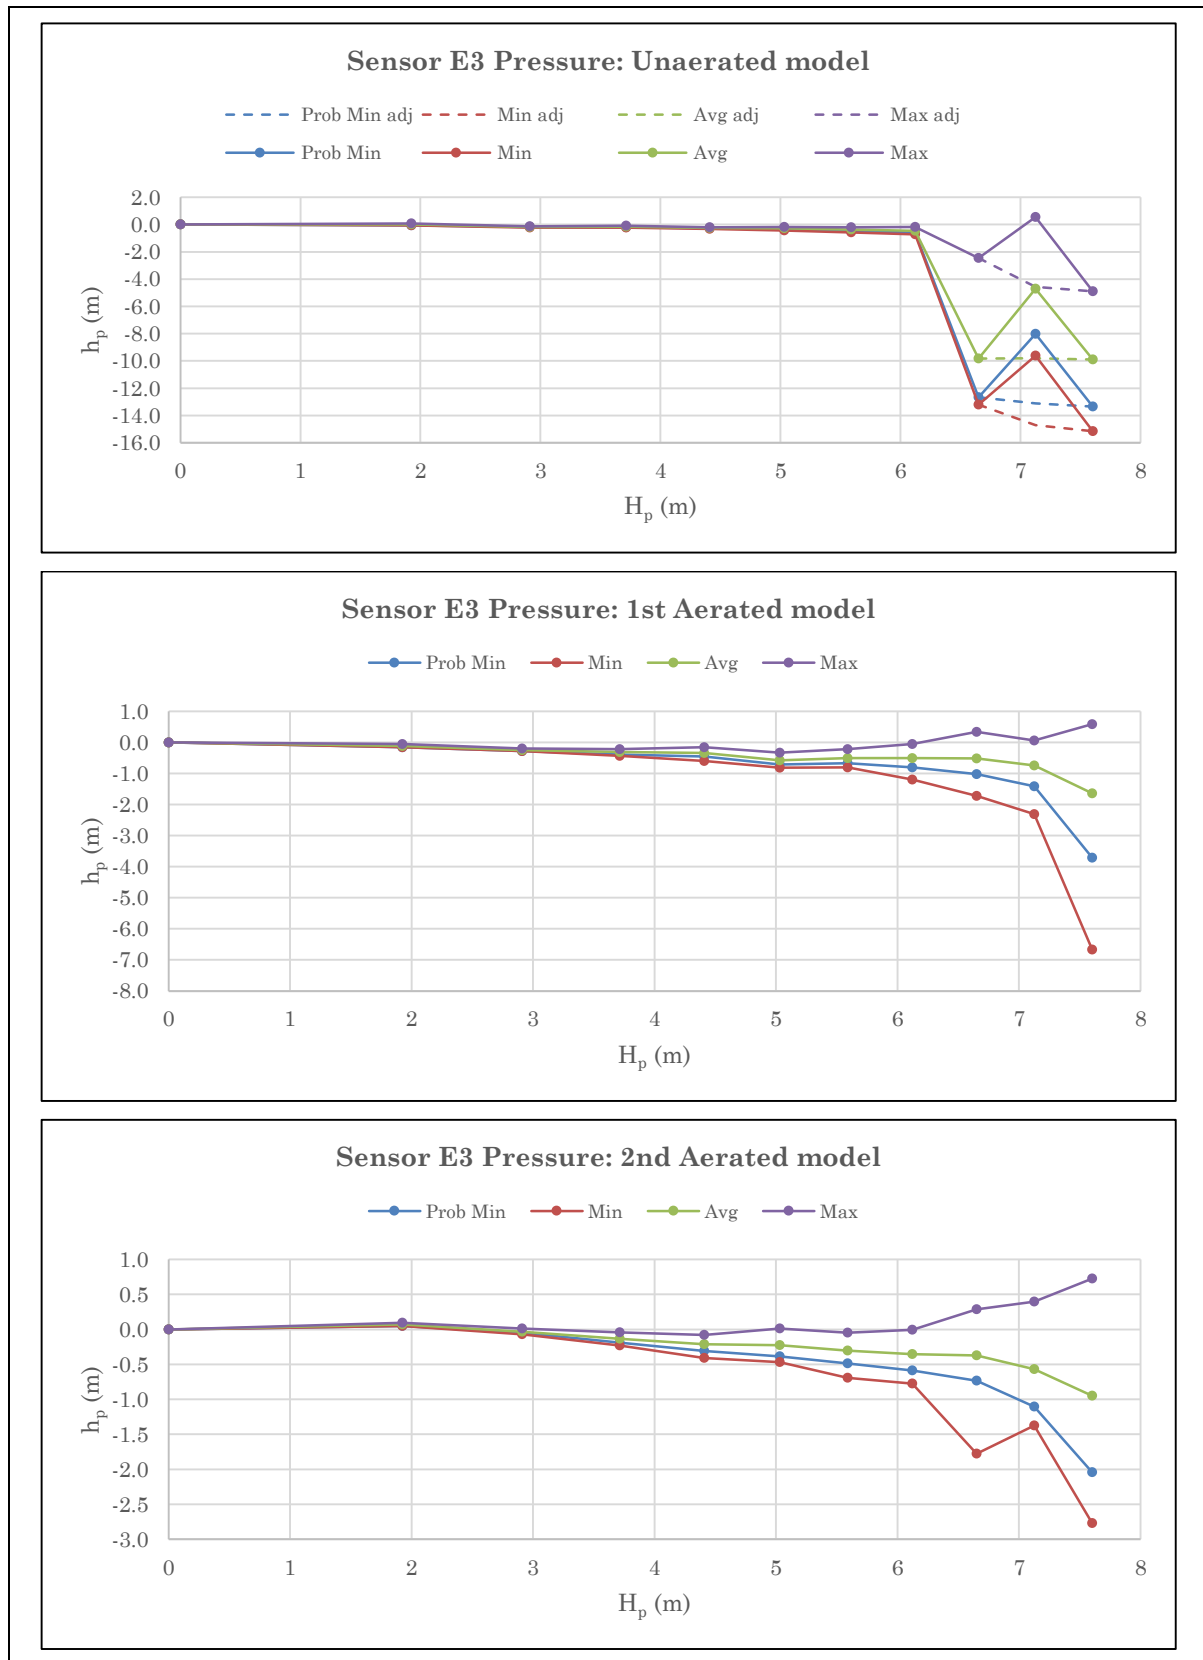 Sensor E3 Pressure: Unaerated model
Prob Min adj Min adj Avg adj Max adj
Prob Min Min Avg Max
2.0
0.0
-2.0
-4.0
-6.0
-8.0
-10.0
-12.0
-14.0
-16.0
h_p (m)
0 1 2 3 4 5 6 7 8
H_p (m)
Sensor E3 Pressure: 1st Aerated model
Prob Min Min Avg Max
1.0
0.0
-1.0
-2.0
-3.0
-4.0
-5.0
-6.0
-7.0
-8.0
h_p (m)
0 1 2 3 4 5 6 7 8
H_p (m)
Sensor E3 Pressure: 2nd Aerated model
Prob Min Min Avg Max
1.0
0.5
0.0
-0.5
-1.0
-1.5
-2.0
-2.5
-3.0
h_p (m)
0 1 2 3 4 5 6 7 8
H_p (m)